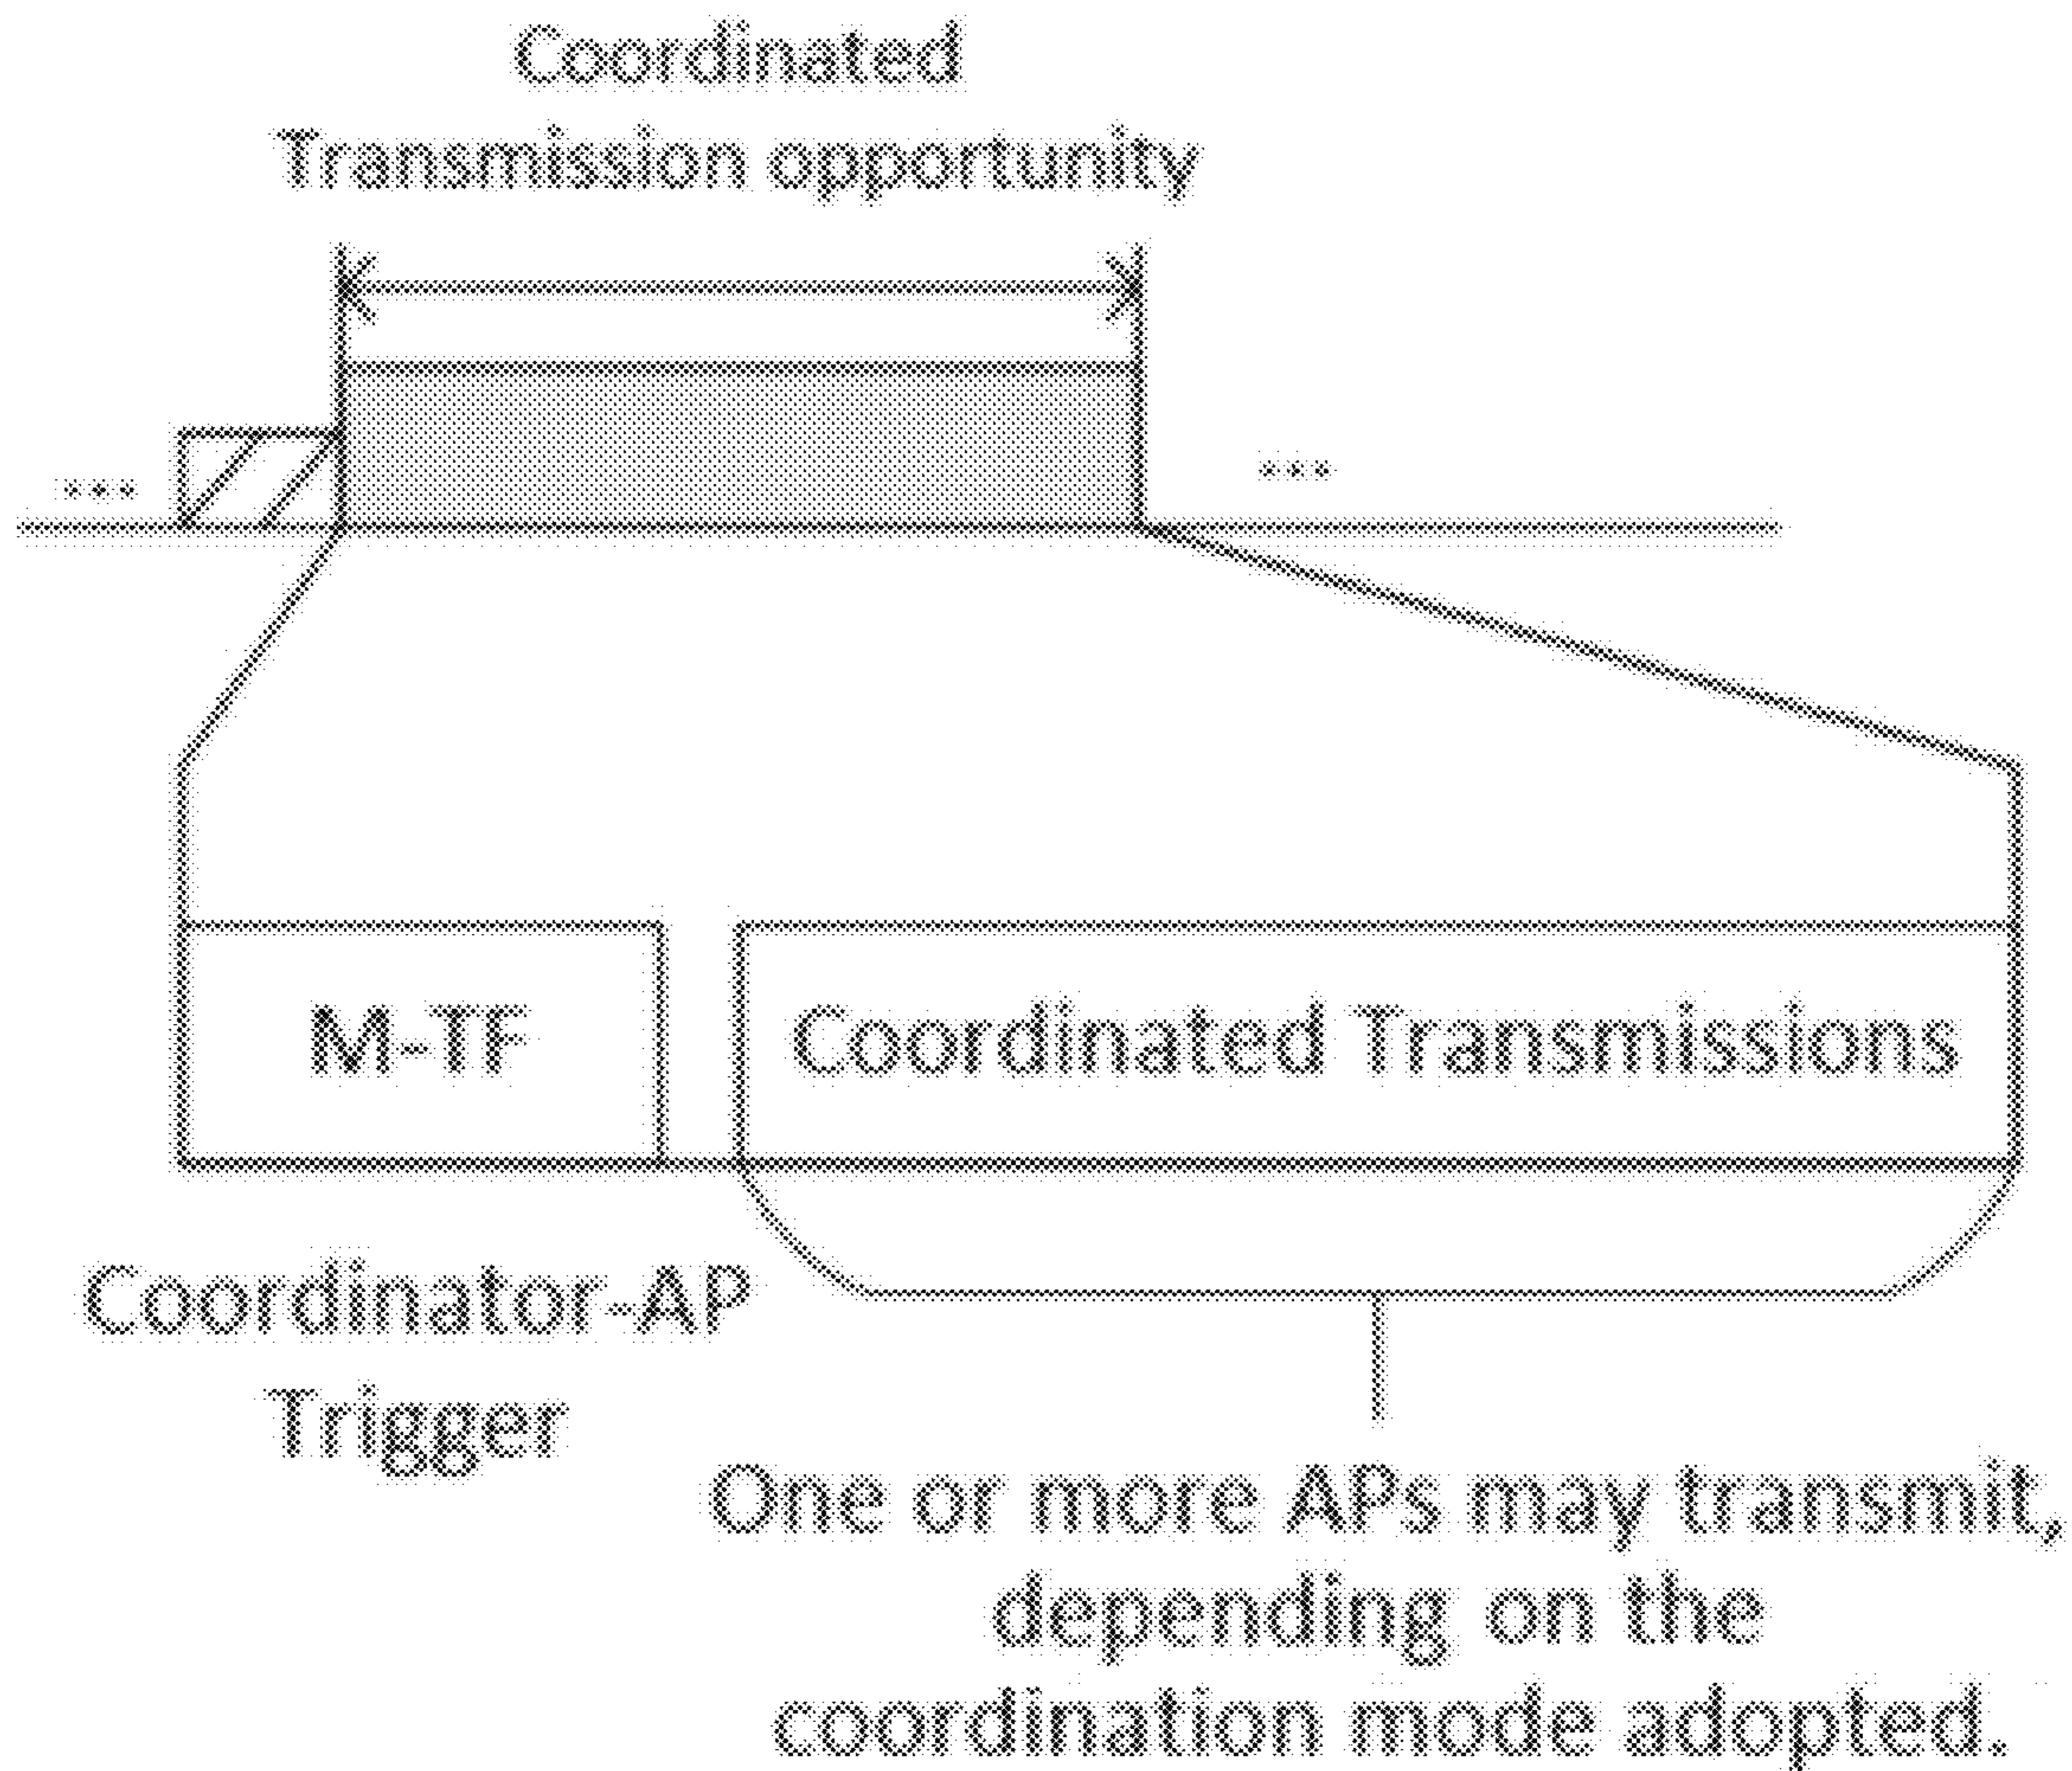 Coordinated
Transmission opportunity
...
...
M-TF
Coordinated Transmissions
Coordinator-AP
Trigger
One or more APs may transmit,
depending on the
coordination mode adopted.